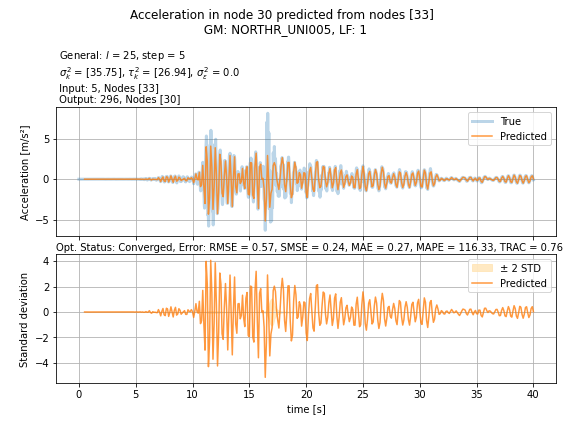 Acceleration in node 30 predicted from nodes [33]
GM: NORTHR_UNI005, LF: 1
General: l = 25, step = 5
σ²ₖ = [35.75], τ²ₖ = [26.94], σ²ε = 0.0
Input: 5, Nodes [33]
Output: 296, Nodes [30]
True
Predicted
Acceleration [m/s²]
5
0
−5
Opt. Status: Converged, Error: RMSE = 0.57, SMSE = 0.24, MAE = 0.27, MAPE = 116.33, TRAC = 0.76
± 2 STD
Predicted
Standard deviation
4
2
0
−2
−4
0 5 10 15 20 25 30 35 40
time [s]